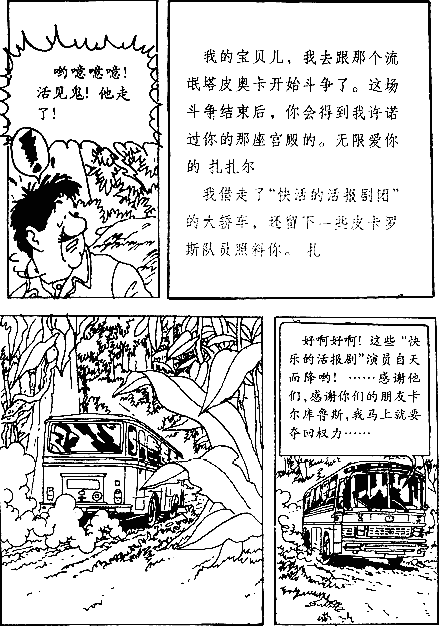 哟噫噫噫！
活见鬼！他走
了！
！
我的宝贝儿，我去跟那个流
氓塔皮奥卡开始斗争了。这场
斗争结束后，你会得到我许诺
过你的那座宫殿的。无限爱你
的 扎扎尔
我借走了“快活的活报剧团”
的大轿车，还留下一些皮卡罗
斯队员照料你。 扎
好啊好啊！这些“快
乐的活报剧”演员自天
而降哟！……感谢他
们，感谢你们的朋友卡
尔库鲁斯，我马上就要
夺回权力……